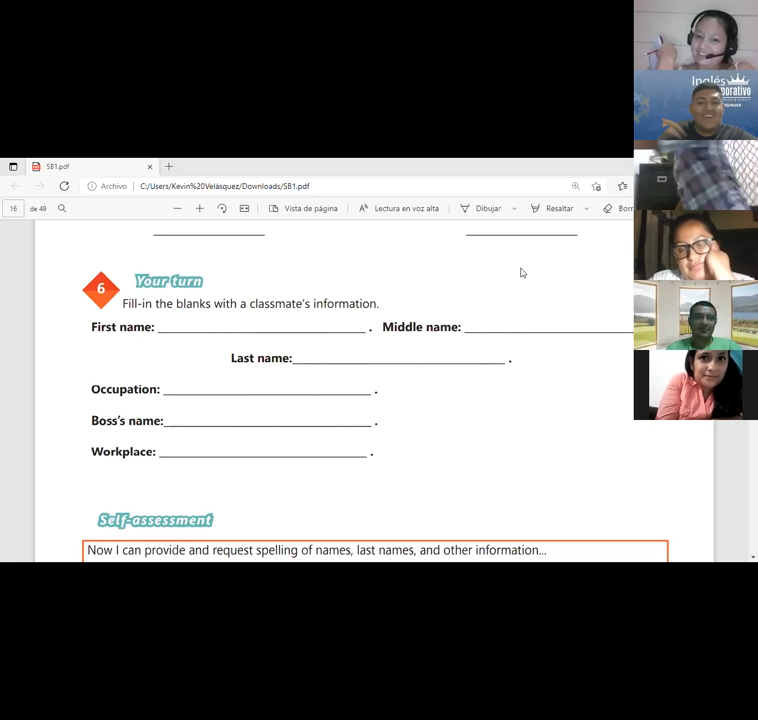 SB1.pdf
Archivo C:/Users/Kevin%20Velásquez/Downloads/SB1.pdf
16 de 49 Vista de página Lectura en voz alta Dibujar Resaltar
6 Your turn
Fill-in the blanks with a classmate's information.
First name: ________________ . Middle name: ________________
Last name:________________ .
Occupation: ________________ .
Boss's name:________________ .
Workplace: ________________ .
Self-assessment
Now I can provide and request spelling of names, last names, and other information...
Inglés